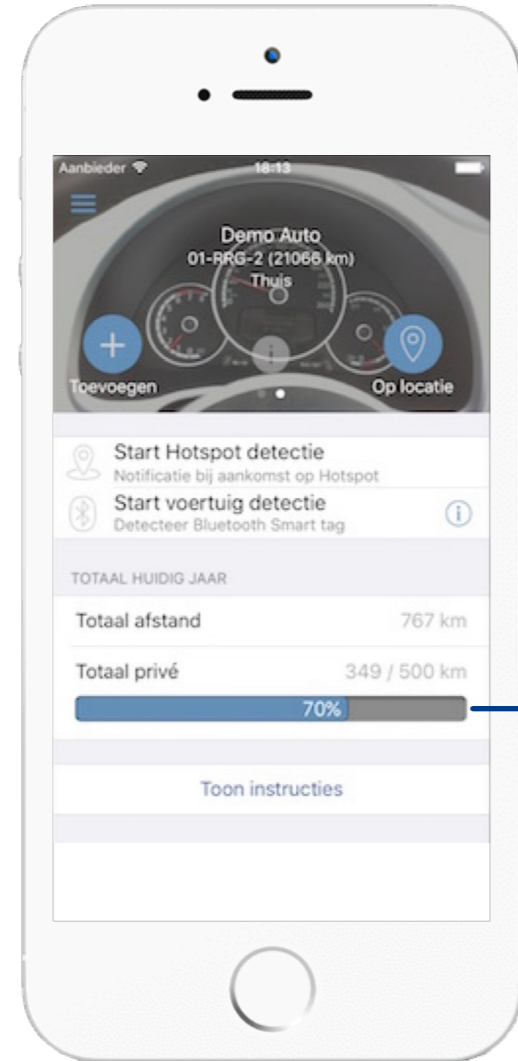 Aanbieder 18:13
Demo Auto
01-RRG-2 (21066 km)
Thuis
Toevoegen Op locatie
Start Hotspot detectie
Notificatie bij aankomst op Hotspot
Start voertuig detectie
Detecteer Bluetooth Smart tag
TOTAAL HUIDIG JAAR
Totaal afstand 767 km
Totaal privé 349 / 500 km
70%
Toon instructies